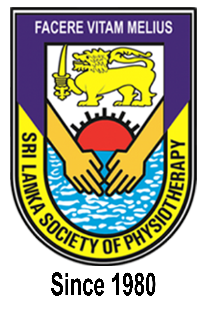 FACERE VITAM MELIUS
SRI LANKA SOCIETY OF PHYSIOTHERAPY
Since 1980